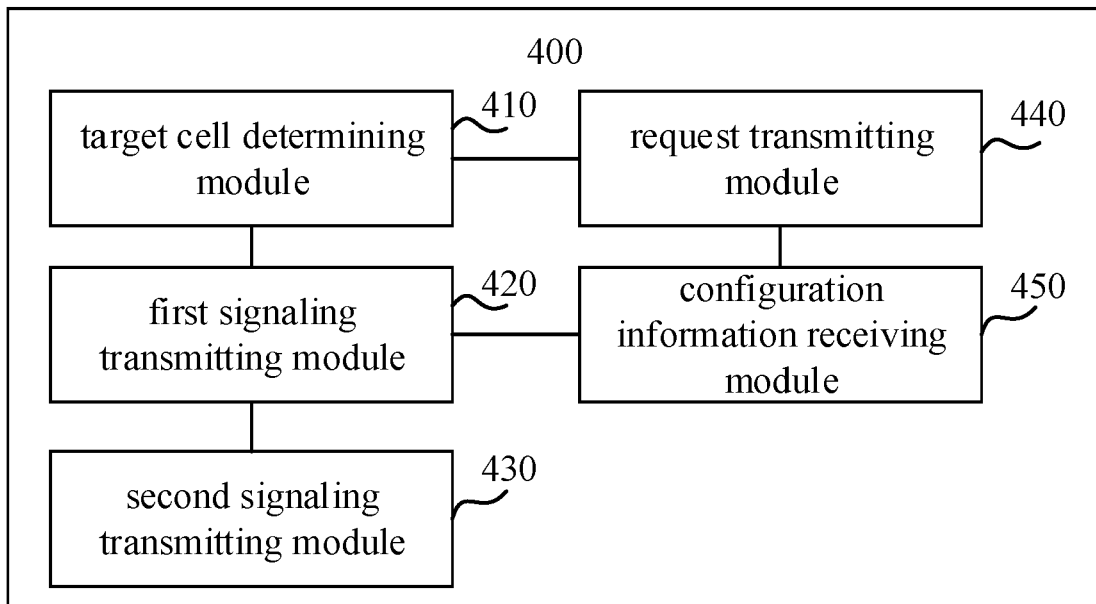 400
410
target cell determining
module
440
request transmitting
module
420
first signaling
transmitting module
450
configuration
information receiving
module
430
second signaling
transmitting module